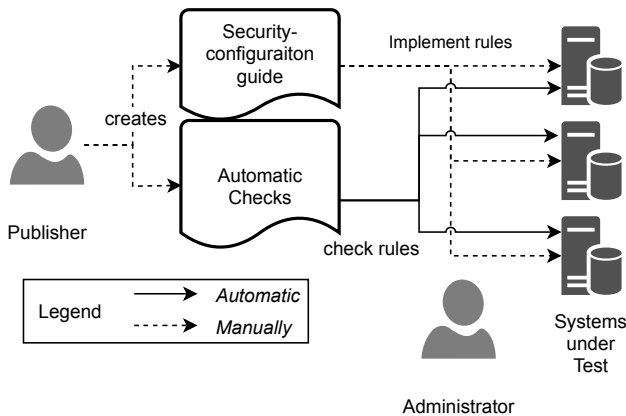 Security-
configuraiton
guide
Implement rules
creates
Automatic
Checks
Publisher
check rules
Legend
Automatic
Manually
Systems
under
Test
Administrator